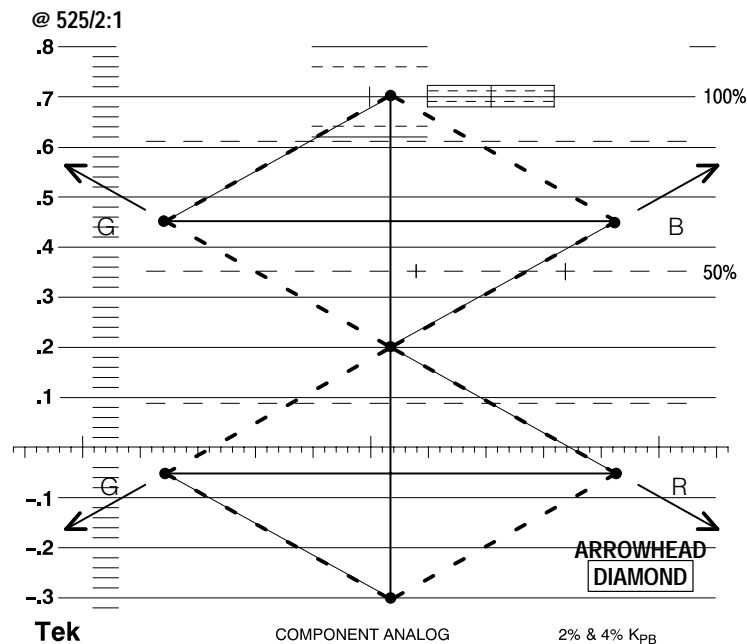 @ 525/2:1
.8
.7
100%
.6
.5
G
B
.4
50%
.3
.2
.1
G
R
–.1
–.2
ARROWHEAD
DIAMOND
–.3
Tek
COMPONENT ANALOG
2% & 4% KPB